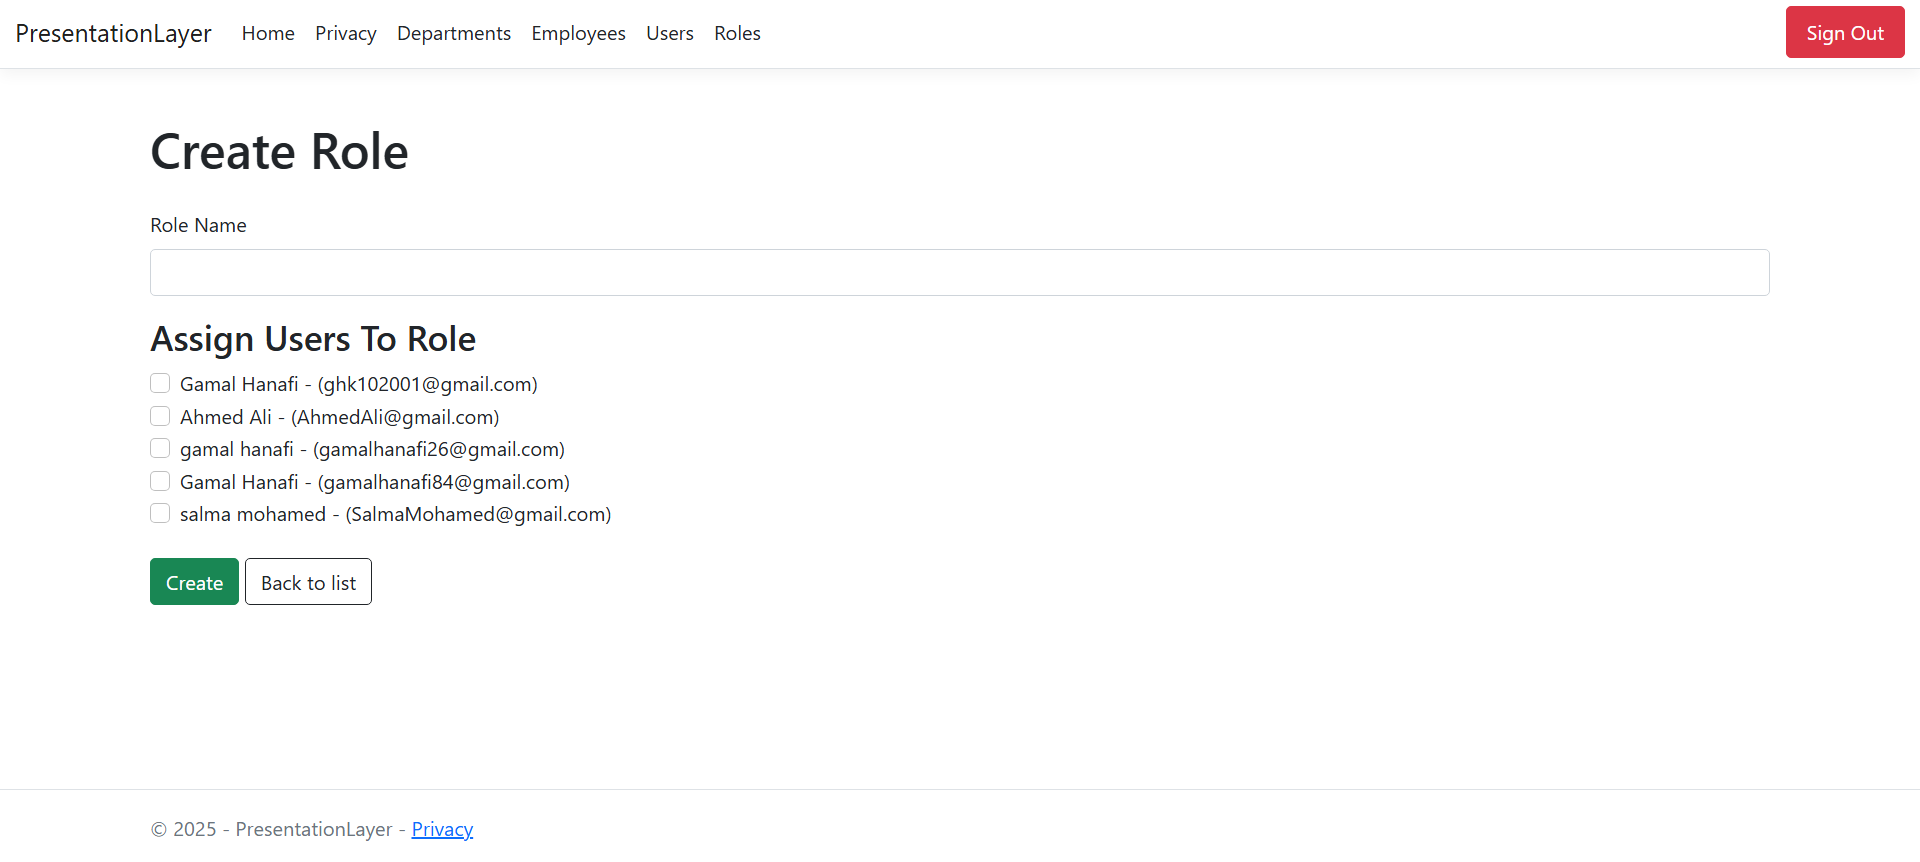 PresentationLayer Home Privacy Departments Employees Users Roles Sign Out
Create Role
Role Name
Assign Users To Role
Gamal Hanafi - (ghk102001@gmail.com)
Ahmed Ali - (AhmedAli@gmail.com)
gamal hanafi - (gamalhanafi26@gmail.com)
Gamal Hanafi - (gamalhanafi84@gmail.com)
salma mohamed - (SalmaMohamed@gmail.com)
Create Back to list
© 2025 - PresentationLayer - Privacy